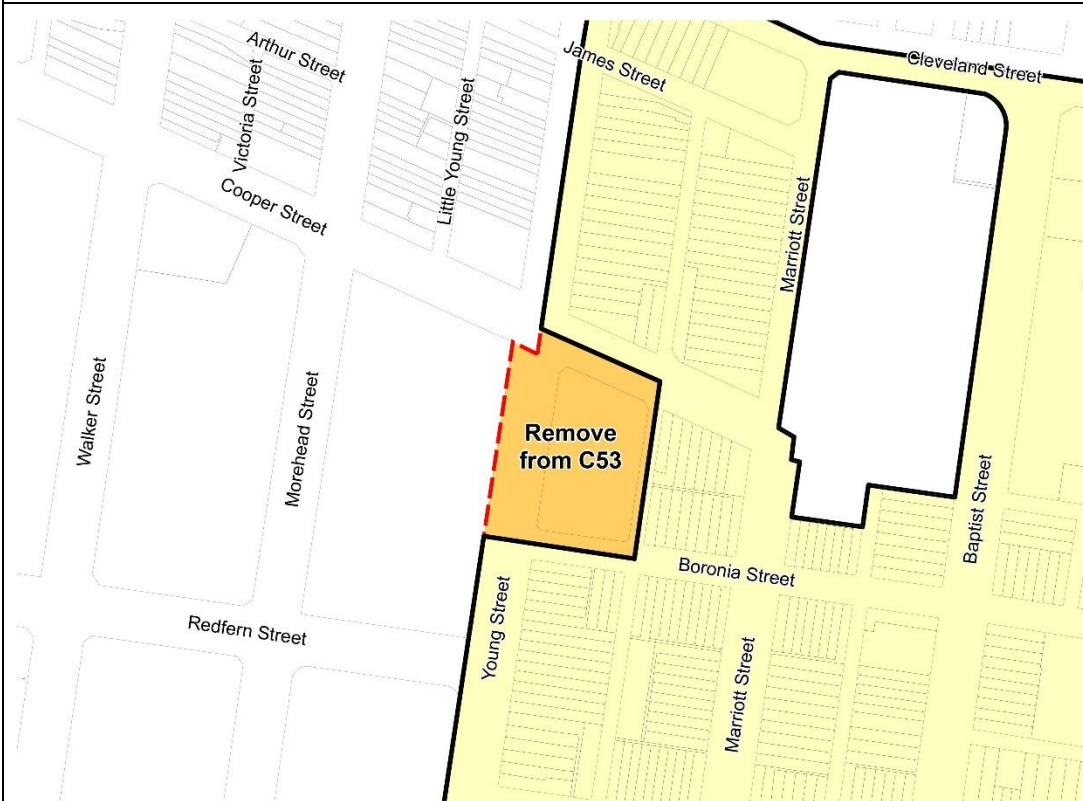 Arthur Street
Victoria Street
Little Young Street
James Street
Cleveland Street
Cooper Street
Marriott Street
Walker Street
Morehead Street
Remove
from C53
Baptist Street
Boronia Street
Redfern Street
Young Street
Marriott Street